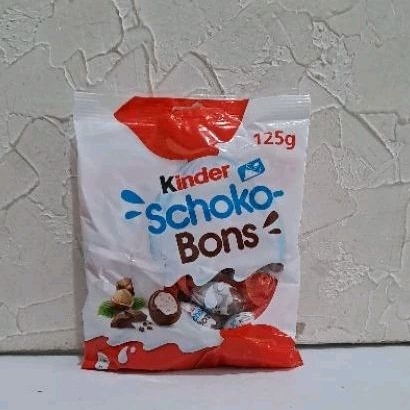 125g
Kinder
Schoko-
Bons